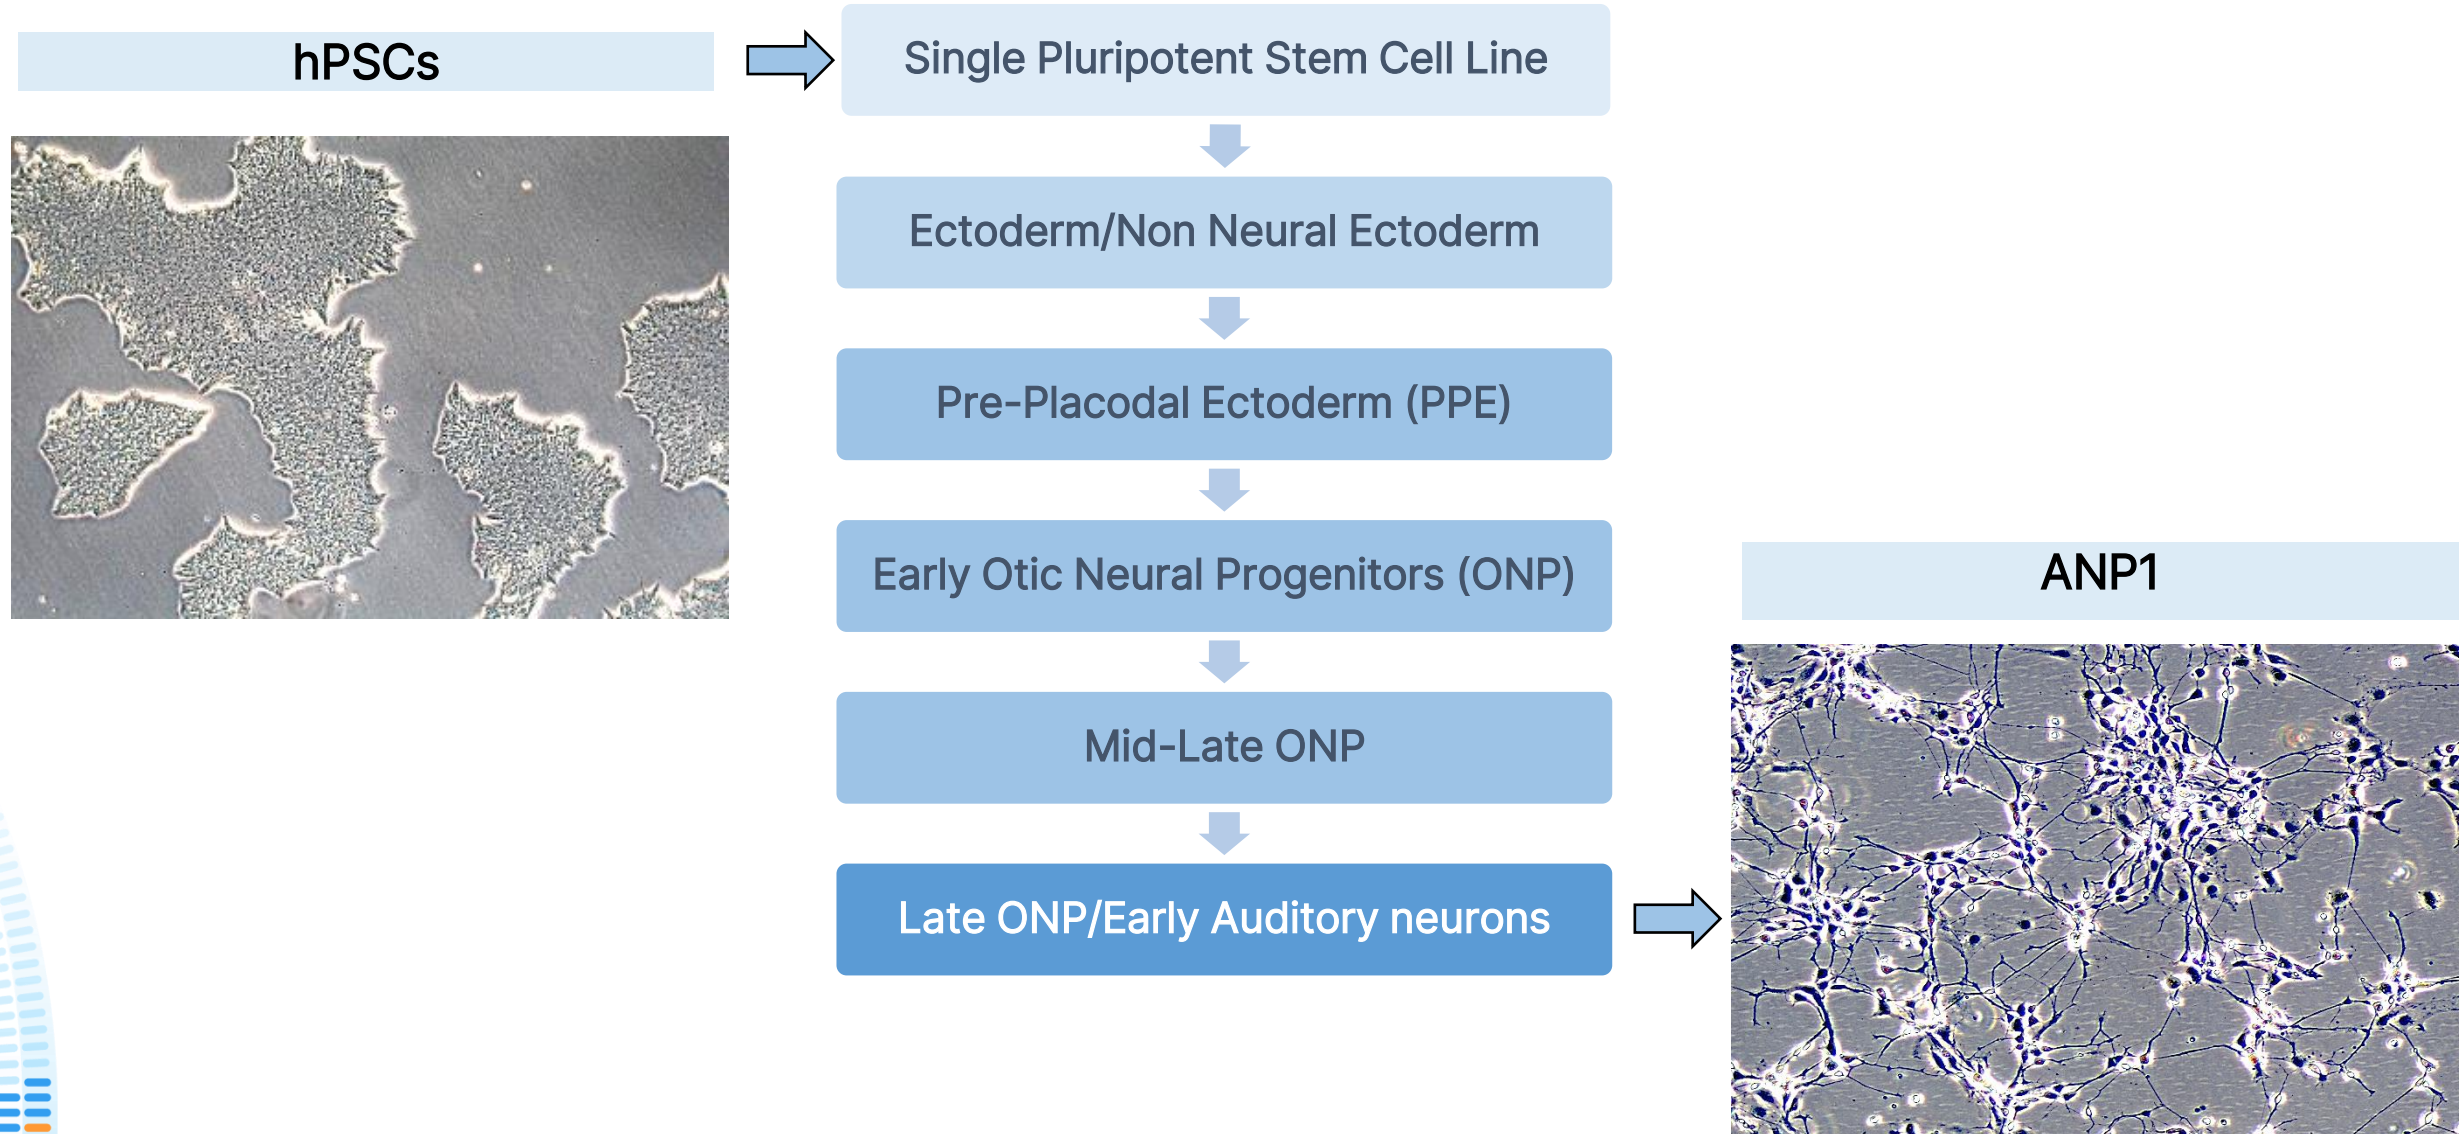 hPSCs
Single Pluripotent Stem Cell Line
Ectoderm/Non Neural Ectoderm
Pre-Placodal Ectoderm (PPE)
Early Otic Neural Progenitors (ONP)
Mid-Late ONP
Late ONP/Early Auditory neurons
ANP1